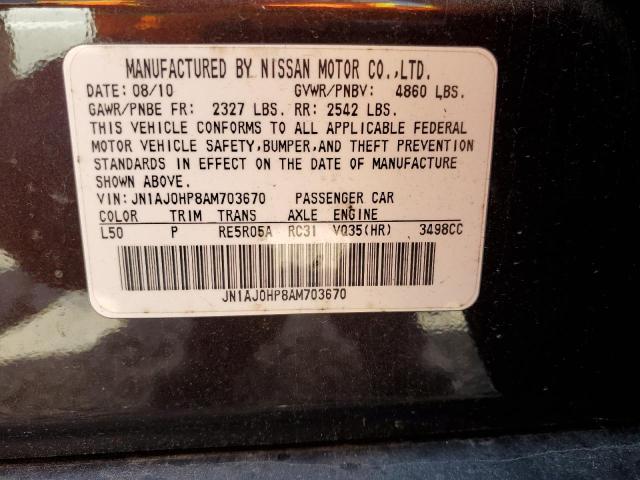 MANUFACTURED BY NISSAN MOTOR CO.,LTD.
DATE: 08/10 GVWR/PNBV: 4860 LBS.
GAWR/PNBE FR: 2327 LBS. RR: 2542 LBS.
THIS VEHICLE CONFORMS TO ALL APPLICABLE FEDERAL
MOTOR VEHICLE SAFETY, BUMPER, AND THEFT PREVENTION
STANDARDS IN EFFECT ON THE DATE OF MANUFACTURE
SHOWN ABOVE.
VIN: JN1AJ0HP8AM703670 PASSENGER CAR
COLOR TRIM TRANS AXLE ENGINE
L50 P RE5R05A RC31 VQ35(HR) 3498CC
JN1AJ0HP8AM703670